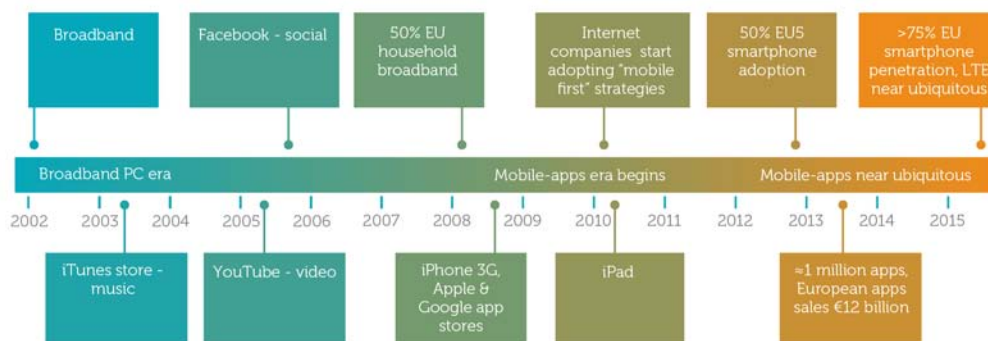 Broadband
Facebook - social
50% EU
household
broadband
Internet
companies start
adopting “mobile
first” strategies
50% EU5
smartphone
adoption
>75% EU
smartphone
penetration, LTE
near ubiquitous
Broadband PC era
Mobile-apps era begins
Mobile-apps near ubiquitous
2002
2003
2004
2005
2006
2007
2008
2009
2010
2011
2012
2013
2014
2015
iTunes store -
music
YouTube - video
iPhone 3G,
Apple &
Google app
stores
iPad
≈1 million apps,
European apps
sales €12 billion